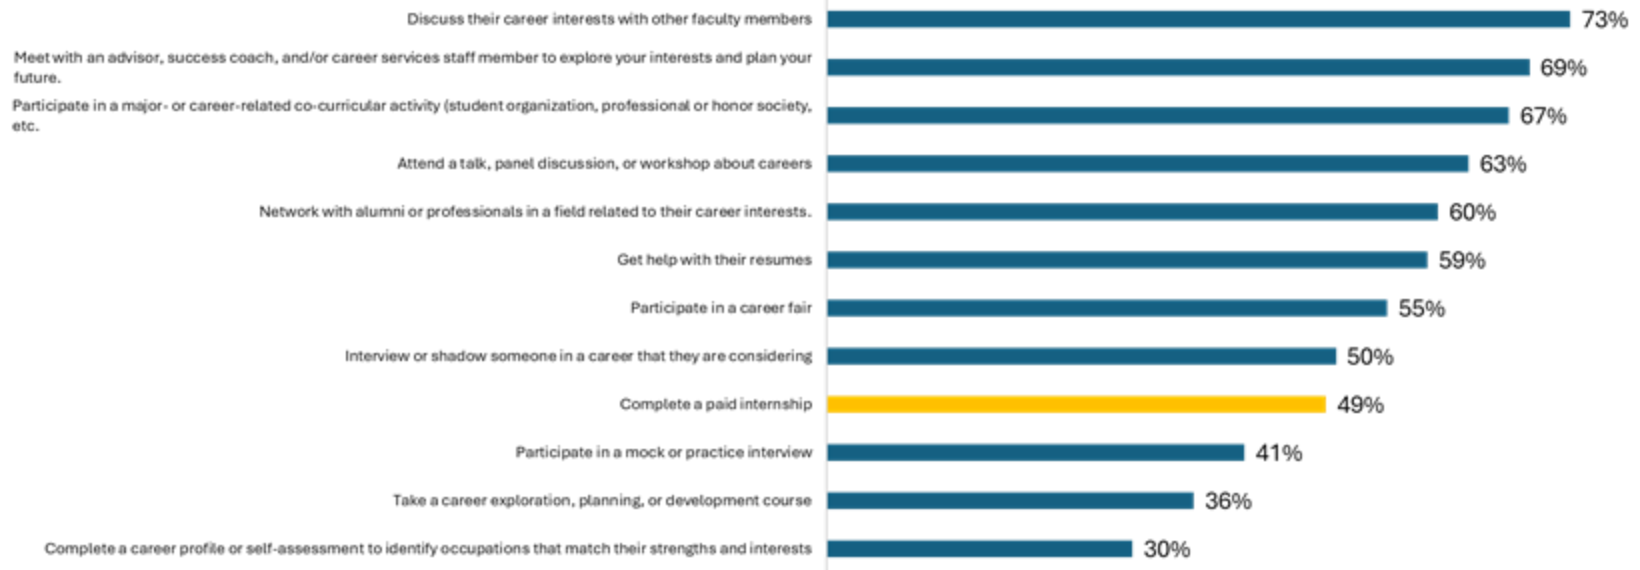 Discuss their career interests with other faculty members 73%
Meet with an advisor, success coach, and/or career services staff member to explore your interests and plan your
future. 69%
Participate in a major- or career-related co-curricular activity (student organization, professional or honor society,
etc. 67%
Attend a talk, panel discussion, or workshop about careers 63%
Network with alumni or professionals in a field related to their career interests. 60%
Get help with their resumes 59%
Participate in a career fair 55%
Interview or shadow someone in a career that they are considering 50%
Complete a paid internship 49%
Participate in a mock or practice interview 41%
Take a career exploration, planning, or development course 36%
Complete a career profile or self-assessment to identify occupations that match their strengths and interests 30%